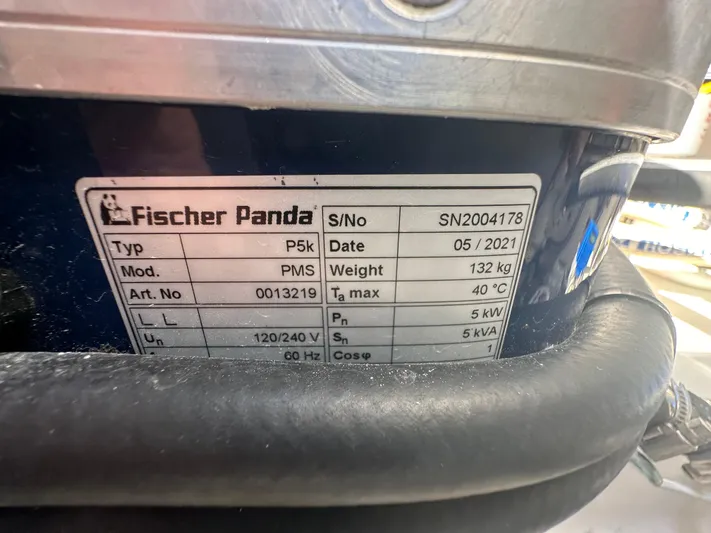 Fischer Panda
S/No SN2004178
Typ P5k Date 05 / 2021
Mod. PMS Weight 132 kg
Art. No 0013219 Ta max 40 °C
Pn 5 kW
Un 120/240 V Sn 5 kVA
60 Hz Cosφ 1